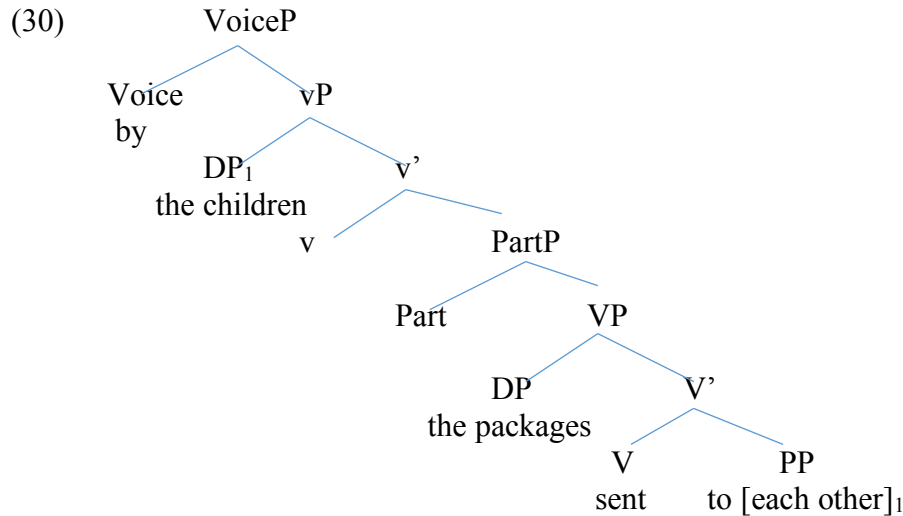 (30) VoiceP
Voice vP
by
DP₁ v’
the children
v PartP
Part VP
DP V’
the packages
V PP
sent to [each other]₁